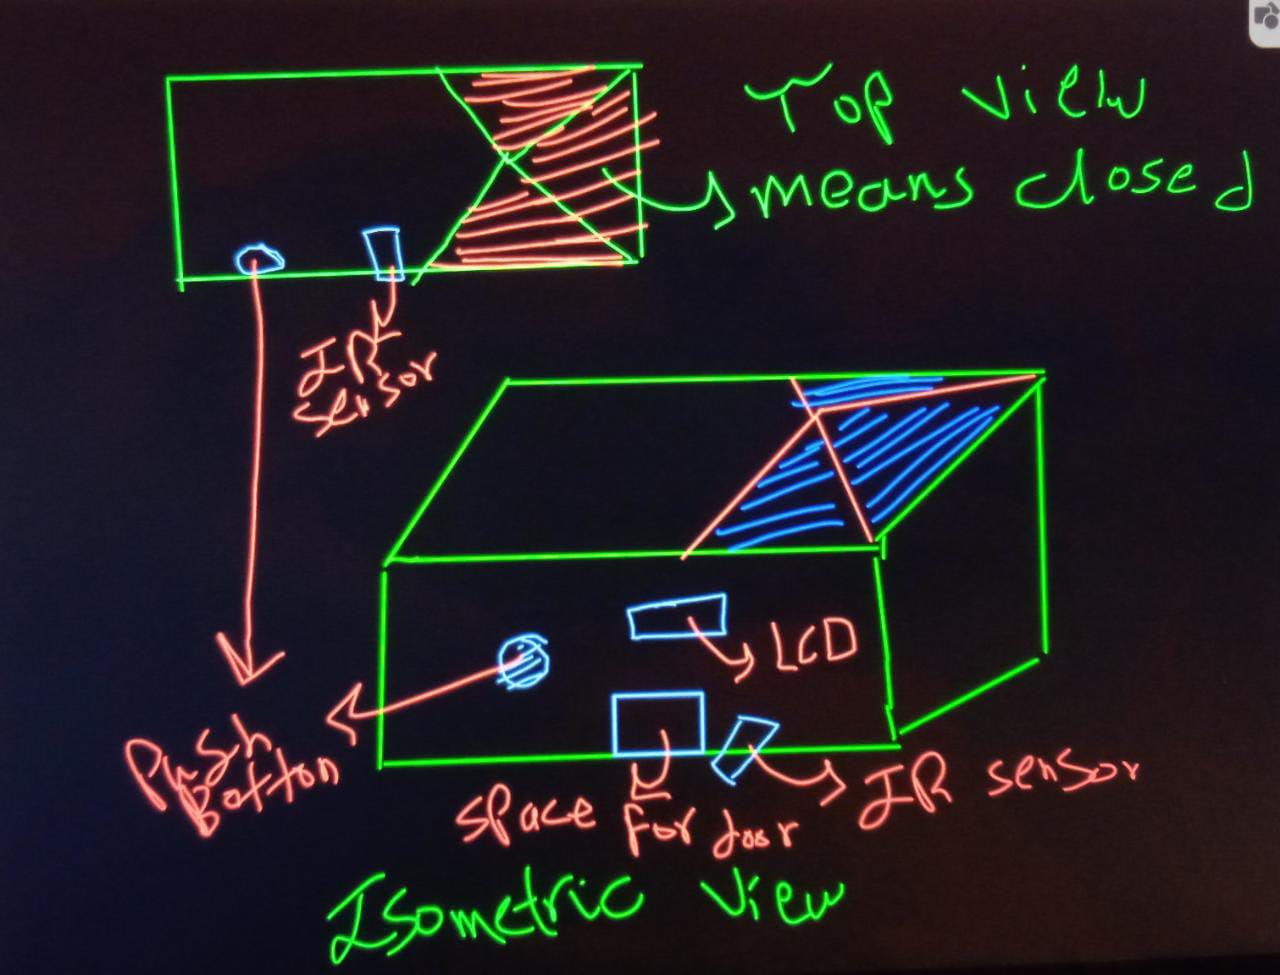 Top view
means closed
IR
sensor
LCD
Push
Botton
space for door
IR sensor
Isometric view